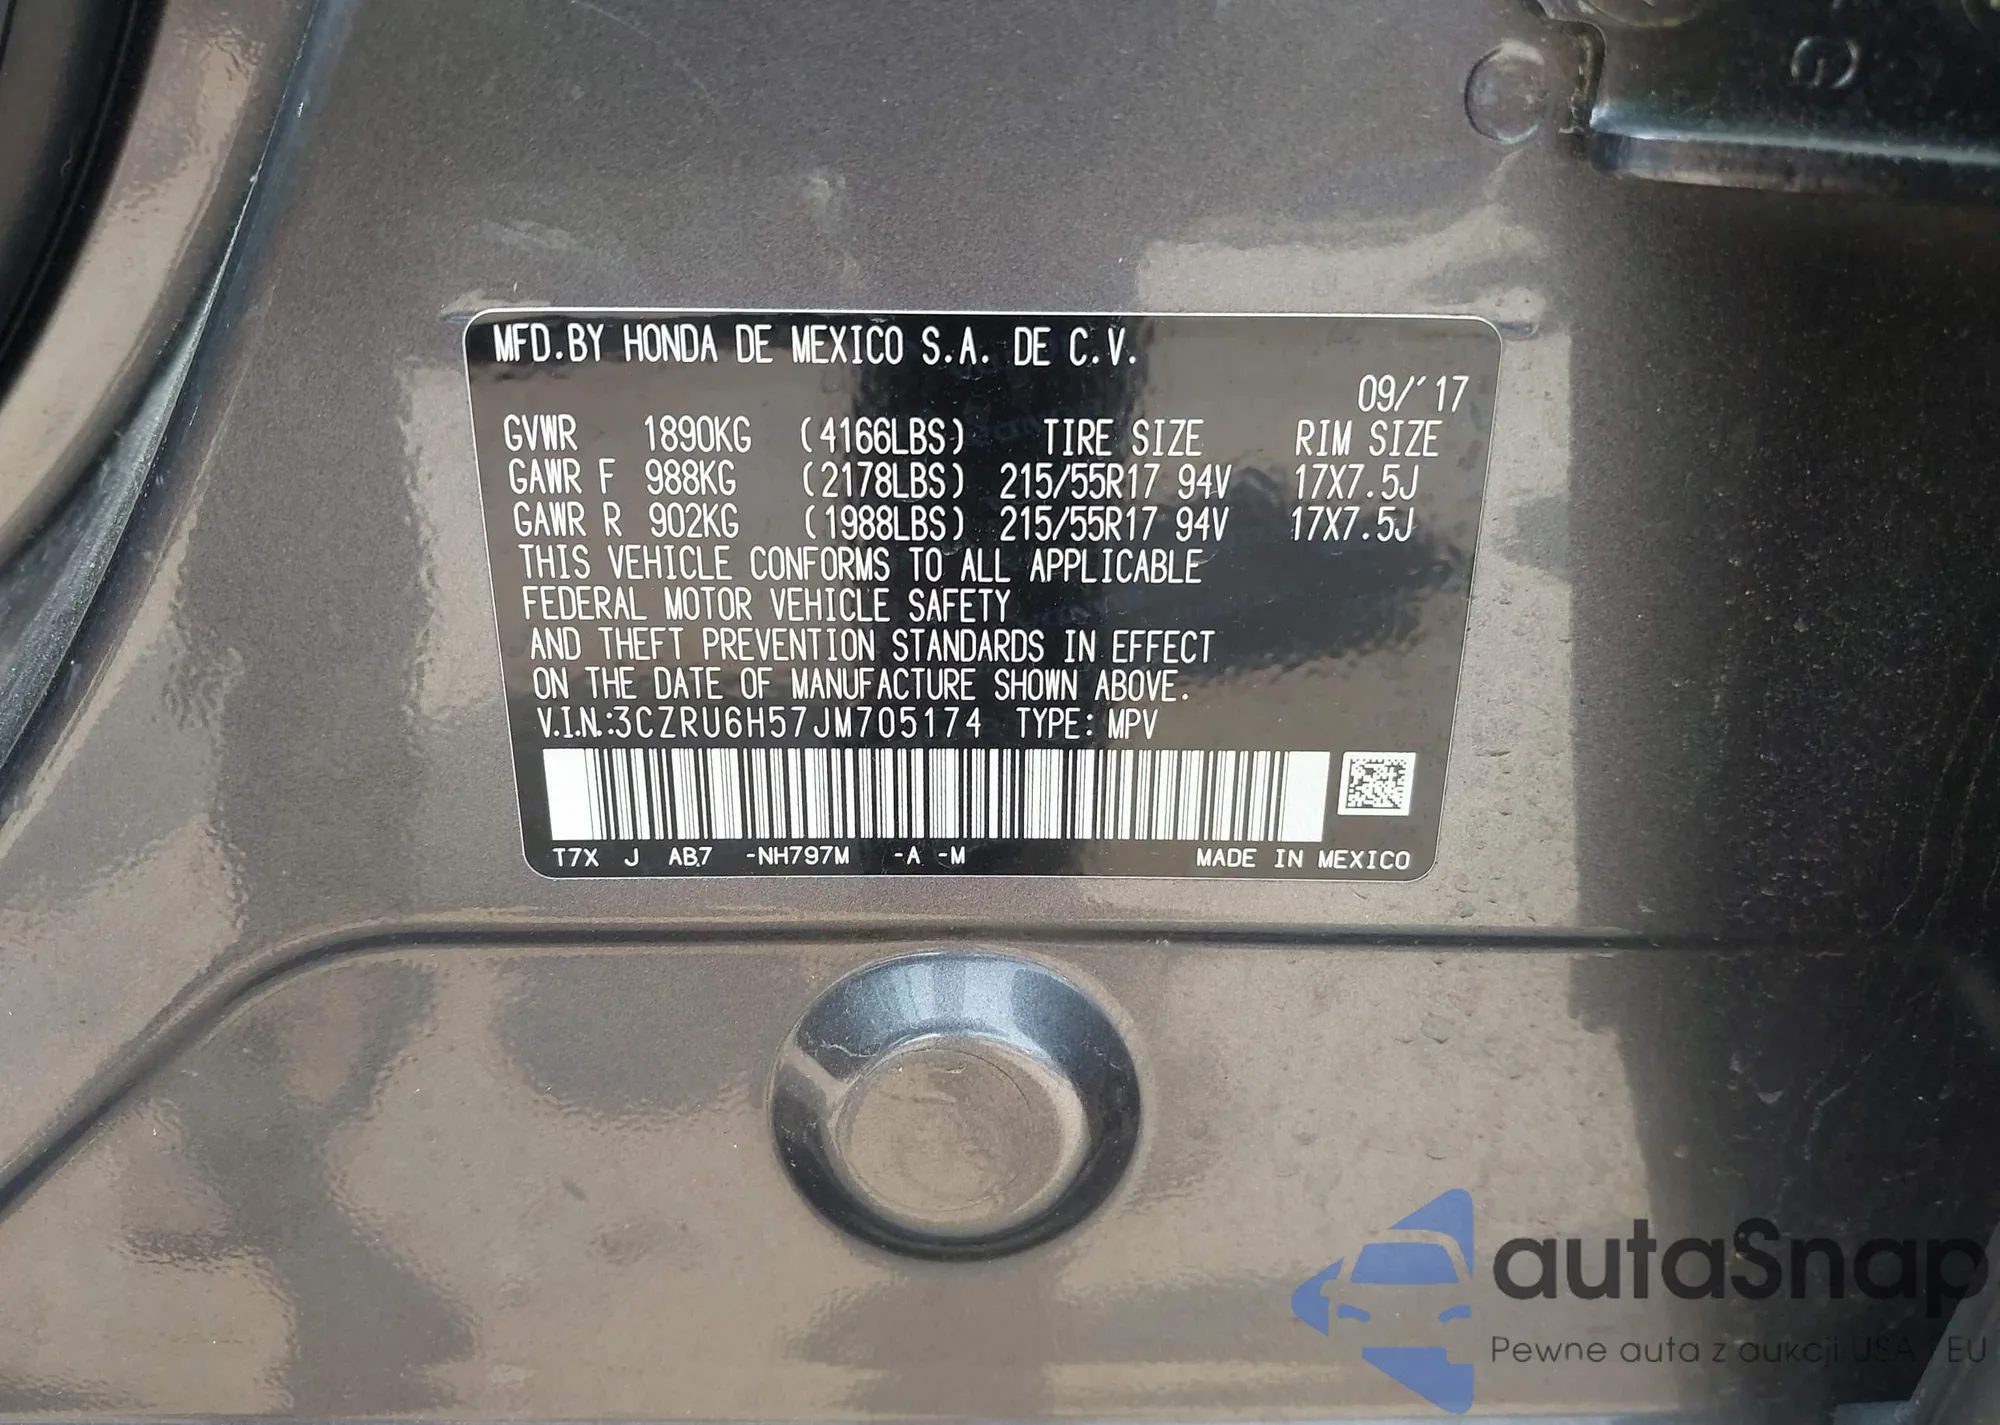 MFD.BY HONDA DE MEXICO S.A. DE C.V.
09/'17
GVWR 1890KG (4166LBS) TIRE SIZE RIM SIZE
GAWR F 988KG (2178LBS) 215/55R17 94V 17X7.5J
GAWR R 902KG (1988LBS) 215/55R17 94V 17X7.5J
THIS VEHICLE CONFORMS TO ALL APPLICABLE
FEDERAL MOTOR VEHICLE SAFETY
AND THEFT PREVENTION STANDARDS IN EFFECT
ON THE DATE OF MANUFACTURE SHOWN ABOVE.
V.I.N.:3CZRU6H57JM705174 TYPE: MPV
T7X J AB7 -NH797M -A -M MADE IN MEXICO
autaSnap
Pewne auta z aukcji USA i EU